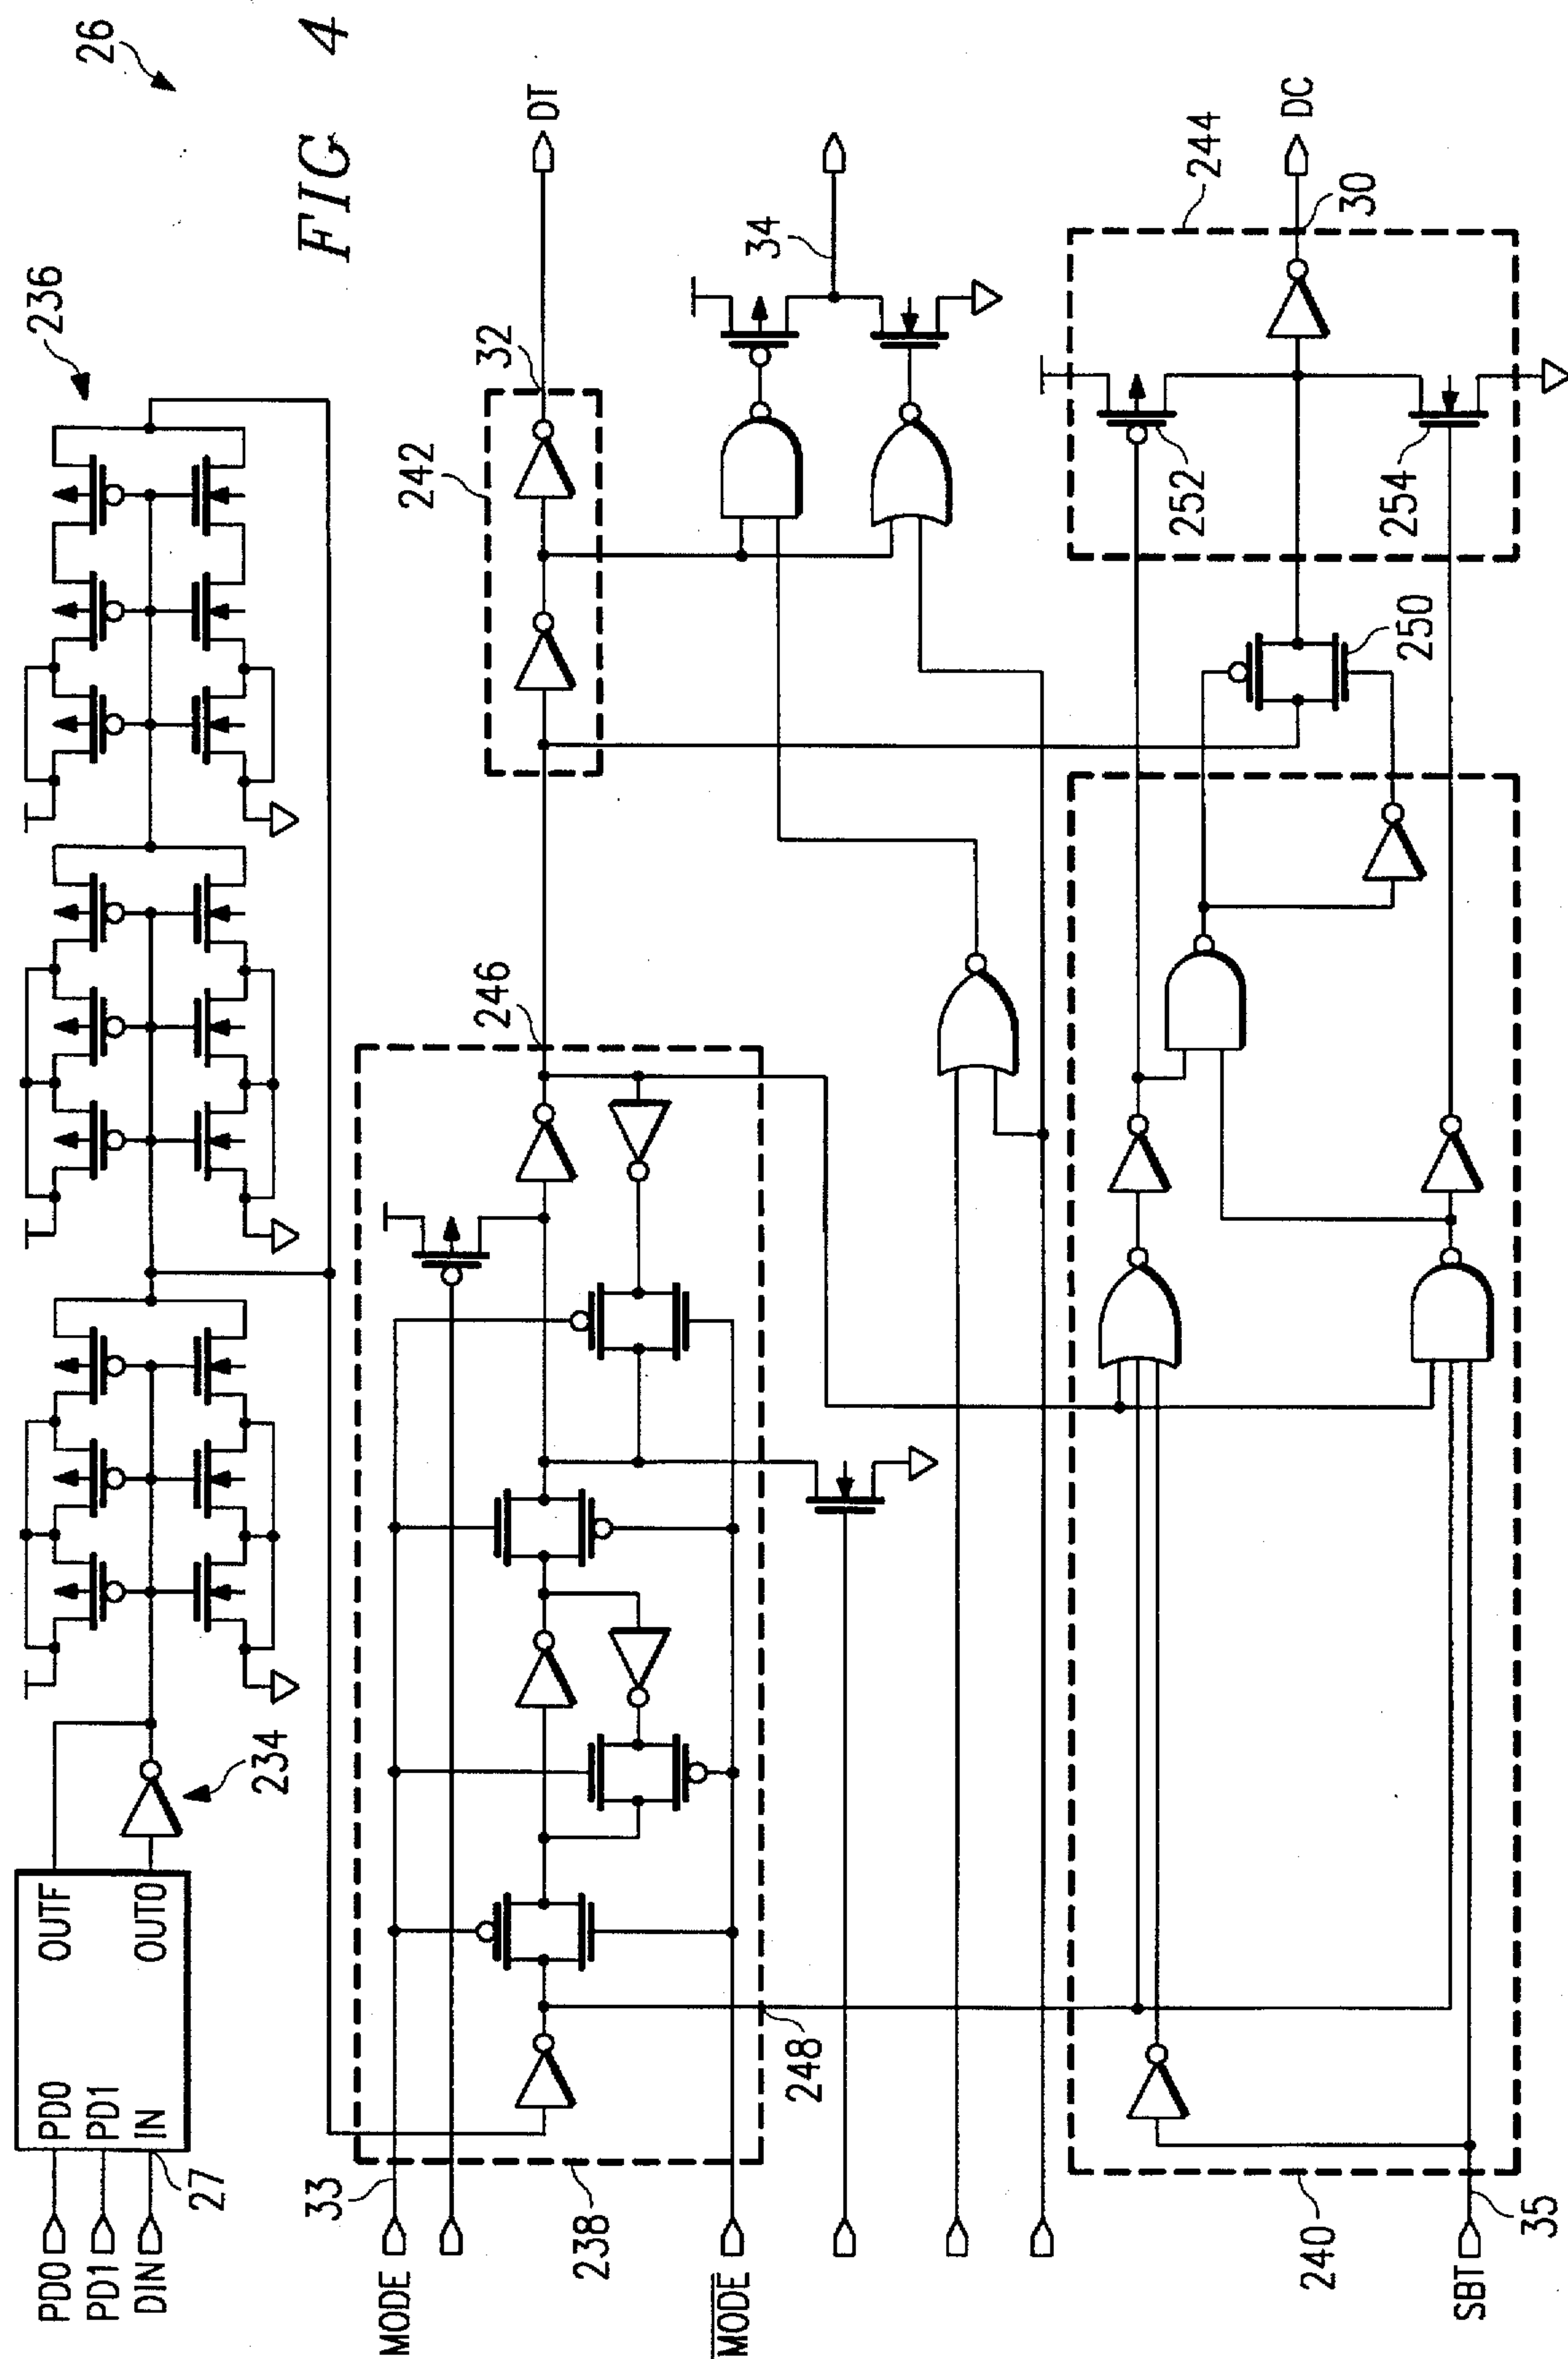 FIG 4
26
236
PD0
PD1
DIN
PD0
PD1
IN
OUTF
OUTO
27
234
MODE
33
238
MODE
248
246
242
32
DT
34
240
SBT
35
250
252
254
244
30
DC